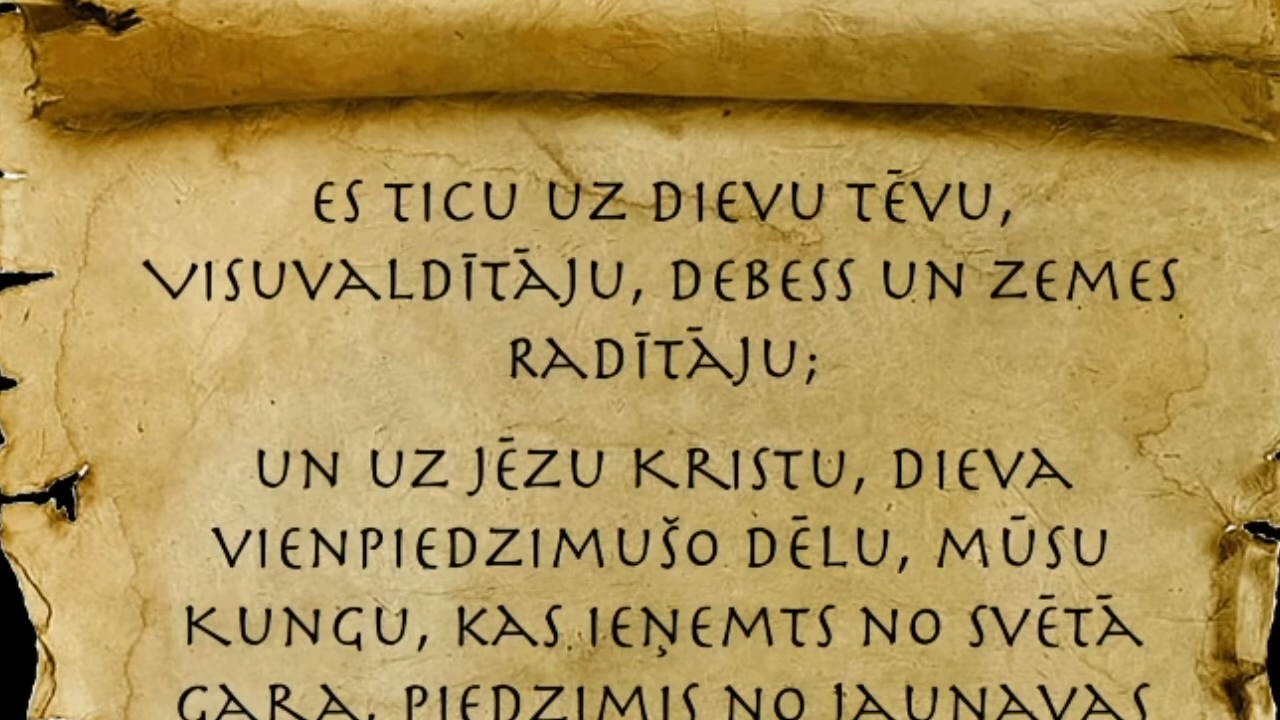 ES TICU UZ DIEVU TĒVU,
VISUVALDĪTĀJU, DEBESS UN ZEMES
RADĪTĀJU;
UN UZ JĒZU KRISTU, DIEVA
VIENPIEDZIMUŠO DĒLU, MŪSU
KUNGU, KAS IEŅEMTS NO SVĒTĀ
GARA, PIEDZIMIS NO JAUNAVAS